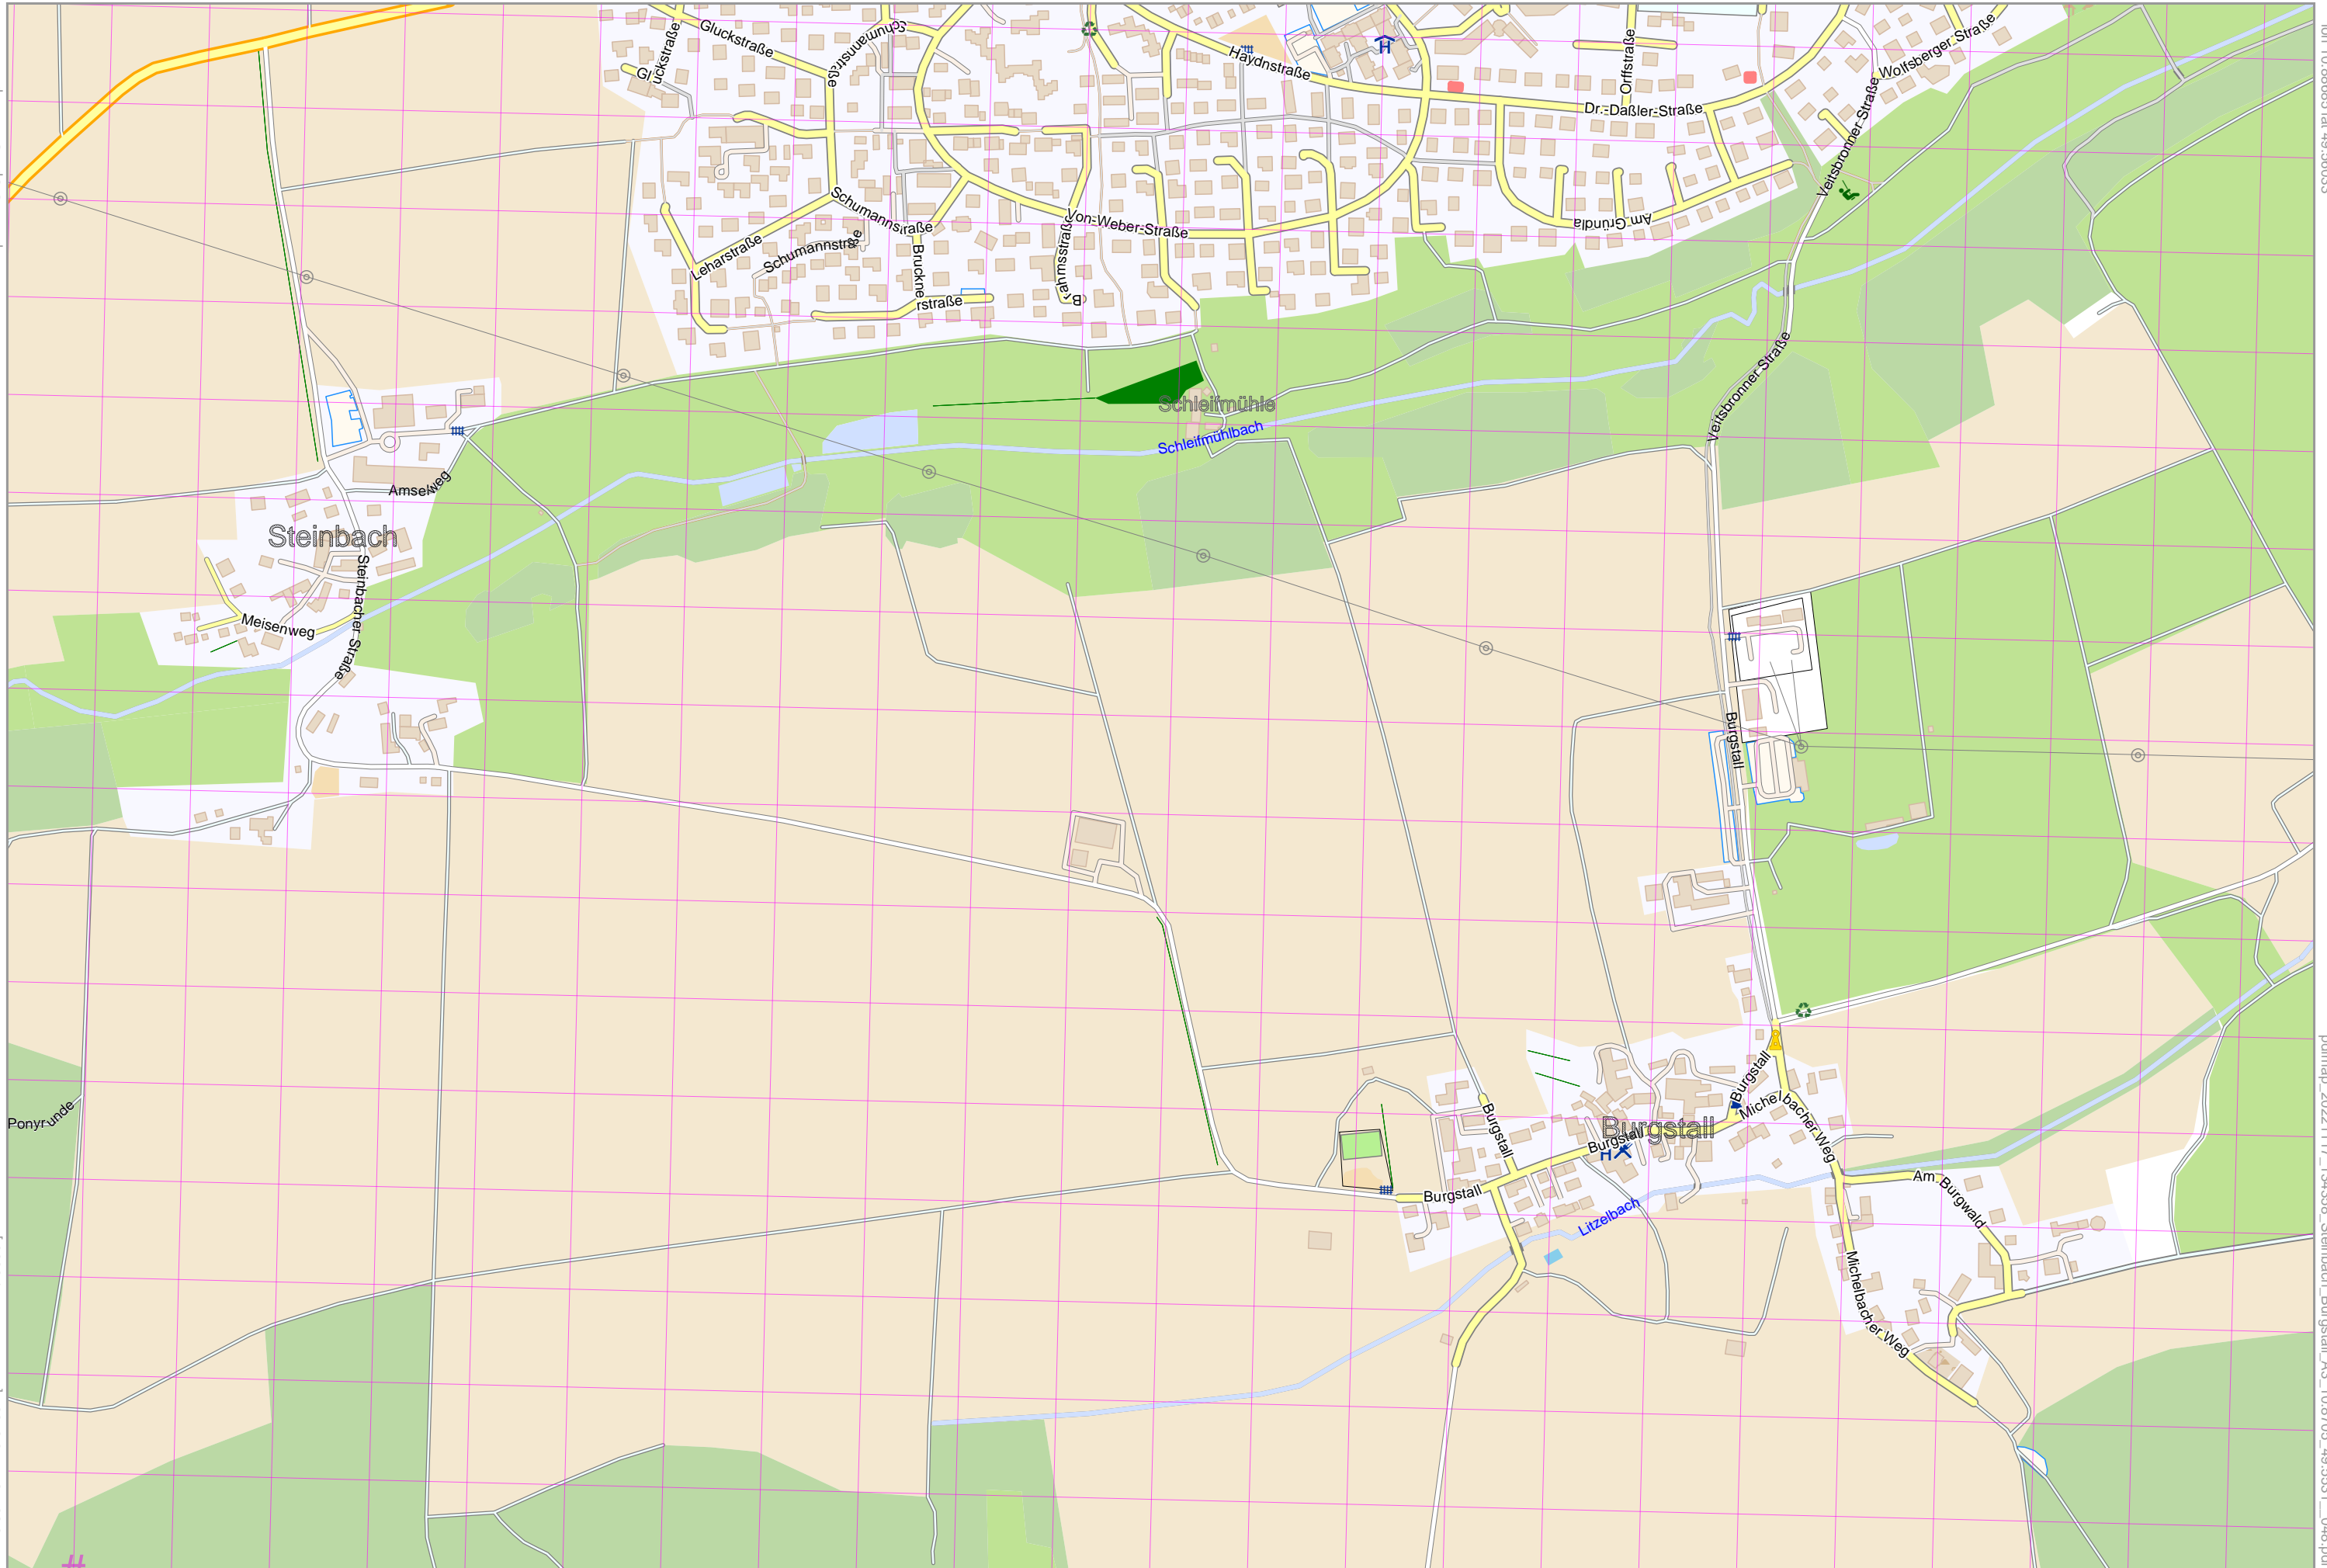 Gluckstraße
Schumannstraße
Gluckstraße
Haydnstraße
H
Orffstraße
Wolfsberger Straße
Dr.-Daßler-Straße
Veitsbronner Straße
Schumannstraße
Von-Weber-Straße
Am Gründla
Leharstraße
Schumannstraße
Brucknerstraße
Brahmsstraße
Veitsbronner Straße
Schleifmühle
Schleifmühlbach
Amselweg
Steinbach
Steinbacher Straße
Meisenweg
Burgstall
Ponyrunde
Burgstall
Michelbacher Weg
Burgstall
Burgstall
Burgstall
H
Burgstall
Am Burgwald
Litzelbach
Michelbacher Weg